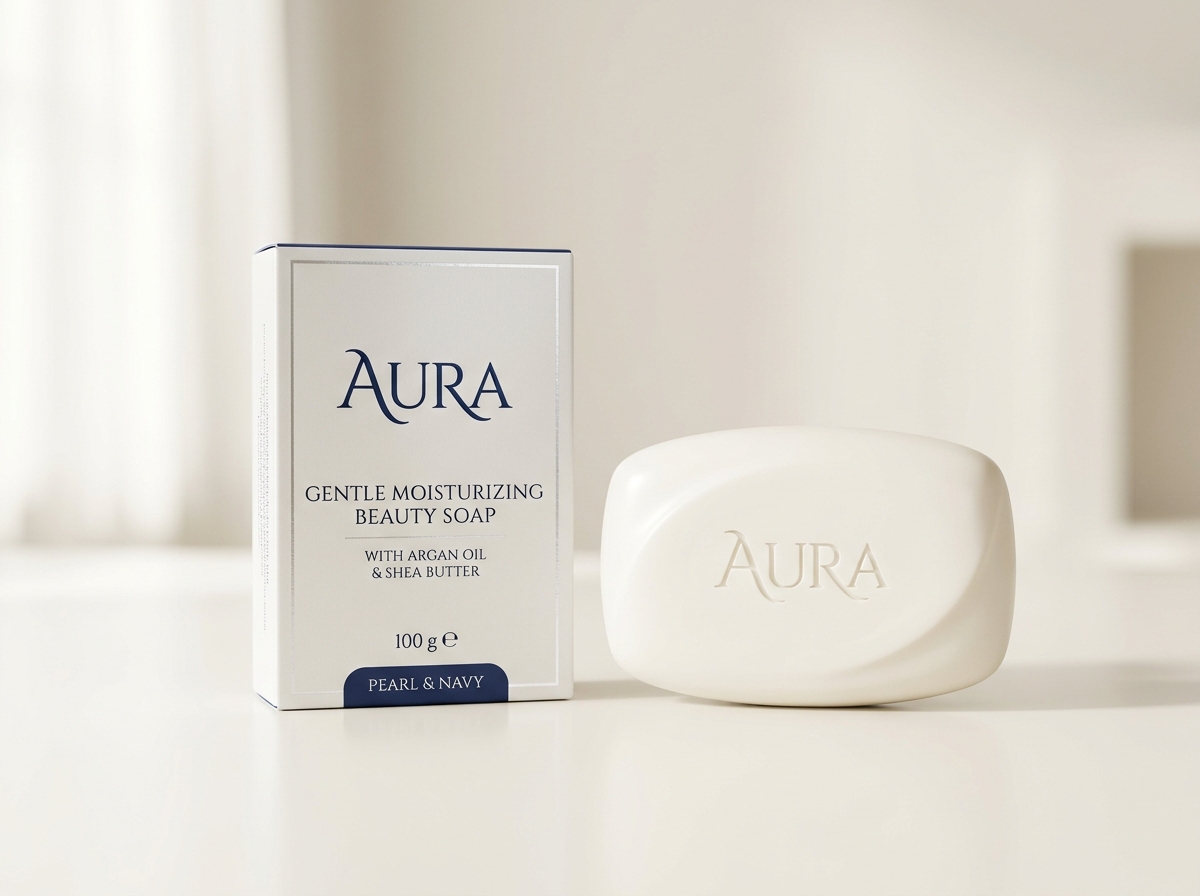 AURA
GENTLE MOISTURIZING
BEAUTY SOAP
WITH ARGAN OIL
& SHEA BUTTER
100 g ℮
PEARL & NAVY
AURA